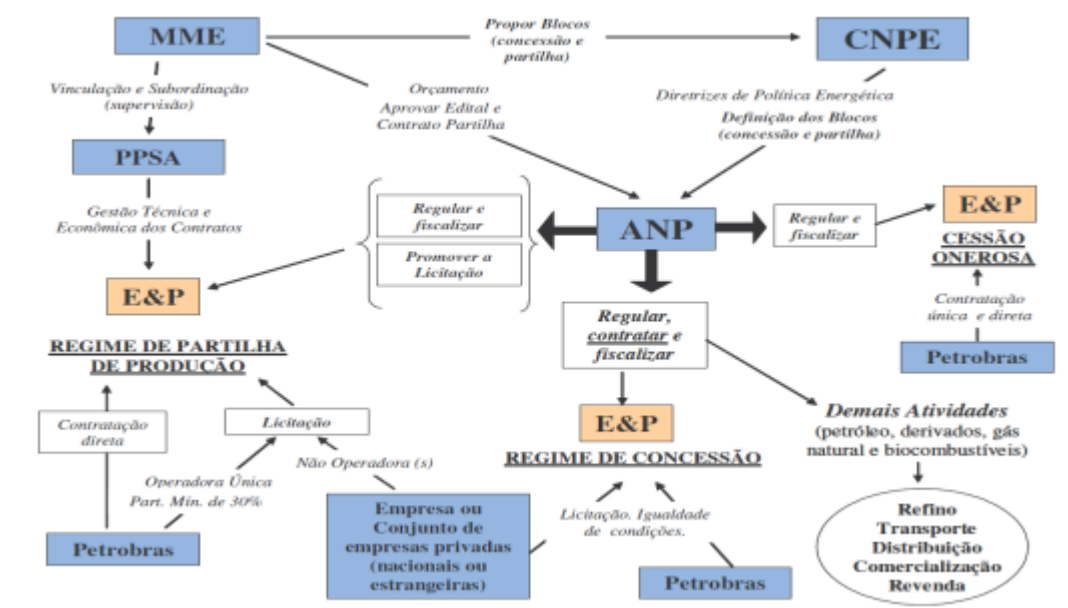 MME
Propor Blocos
(concessão e
partilha)
CNPE
Vinculação e Subordinação
(supervisão)
Orçamento
Aprovar Edital e
Contrato Partilha
Diretrizes de Política Energética
Definição dos Blocos
(concessão e partilha)
PPSA
Gestão Técnica e
Econômica dos Contratos
Regular e
fiscalizar
Promover a
Licitação
ANP
Regular e
fiscalizar
E&P
CESSÃO
ONEROSA
Contratação
única e direta
Petrobras
E&P
REGIME DE PARTILHA
DE PRODUCÃO
Regular,
contratar e
fiscalizar
Contratação
direta
Licitação
Operadora Única
Part. Mín. de 30%
Não Operadora (s)
Petrobras
Empresa ou
Conjunto de
empresas privadas
(nacionais ou
estrangeiras)
E&P
REGIME DE CONCESSÃO
Licitação. Igualdade
de condições.
Petrobras
Demais Atividades
(petróleo, derivados, gás
natural e biocombustíveis)
Refino
Transporte
Distribuição
Comercialização
Revenda